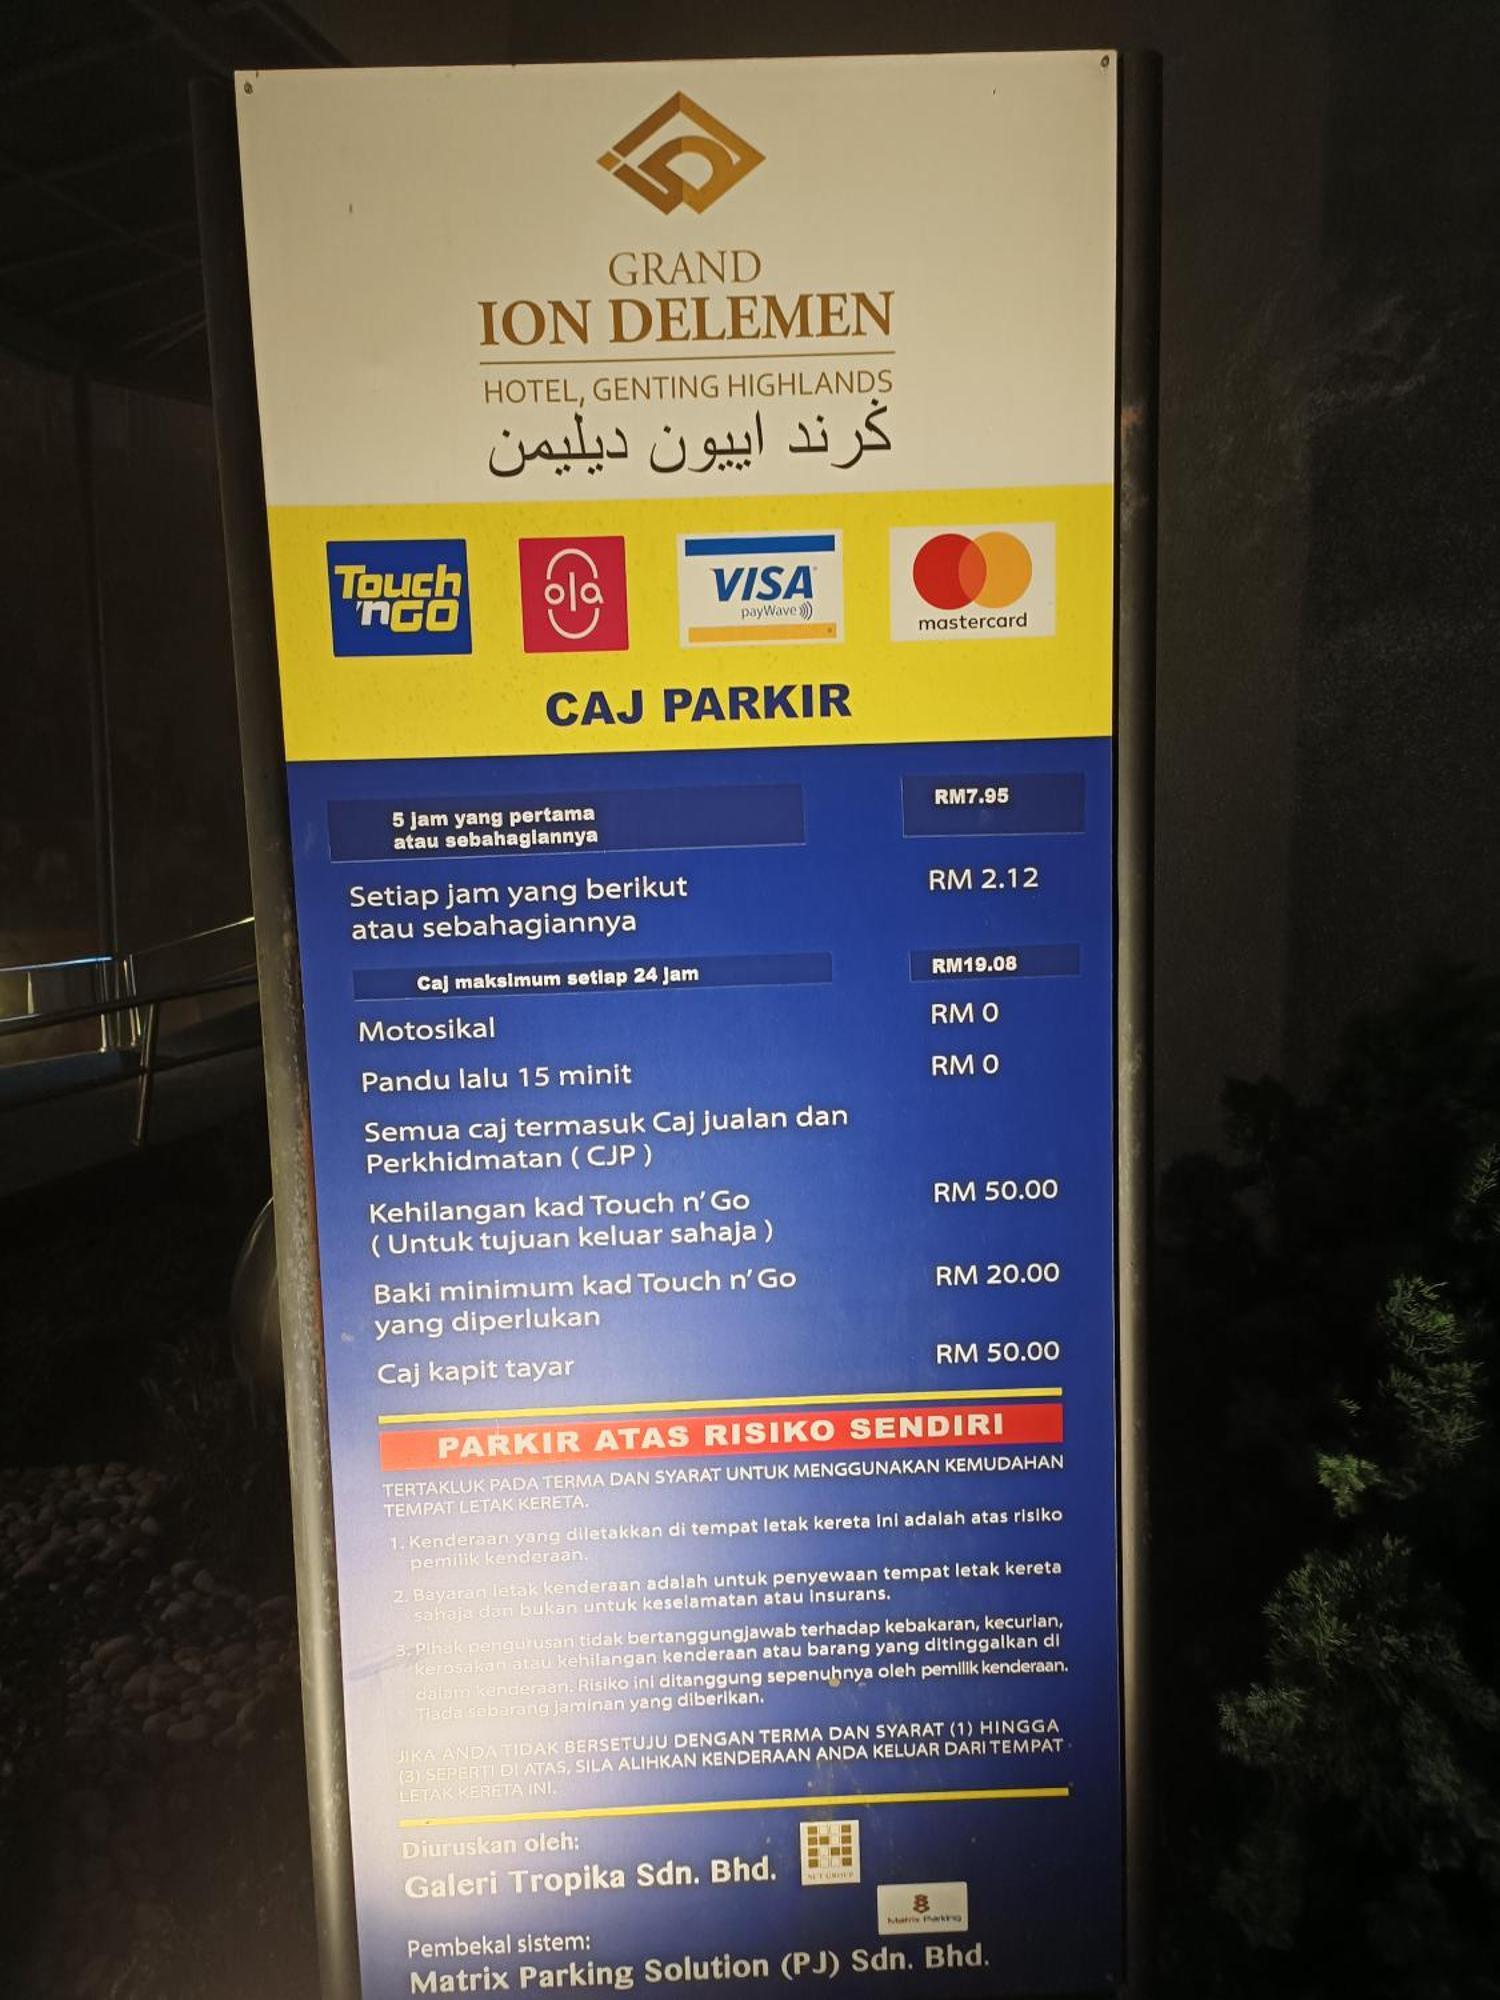 GRAND
ION DELEMEN
HOTEL, GENTING HIGHLANDS
ڬرند اييون ديليمن
Touch 'nGO
ola
VISA payWave
mastercard
CAJ PARKIR
5 jam yang pertama RM7.95
atau sebahagiannya
Setiap jam yang berikut RM 2.12
atau sebahagiannya
Caj maksimum setiap 24 jam RM19.08
Motosikal RM 0
Pandu lalu 15 minit RM 0
Semua caj termasuk Caj jualan dan
Perkhidmatan ( CJP )
Kehilangan kad Touch n' Go RM 50.00
( Untuk tujuan keluar sahaja )
Baki minimum kad Touch n' Go RM 20.00
yang diperlukan
Caj kapit tayar RM 50.00
PARKIR ATAS RISIKO SENDIRI
TERTAKLUK PADA TERMA DAN SYARAT UNTUK MENGGUNAKAN KEMUDAHAN
TEMPAT LETAK KERETA.
1. Kenderaan yang diletakkan di tempat letak kereta ini adalah atas risiko
pemilik kenderaan.
2. Bayaran letak kenderaan adalah untuk penyewaan tempat letak kereta
sahaja dan bukan untuk keselamatan atau insurans.
3. Pihak pengurusan tidak bertanggungjawab terhadap kebakaran, kecurian,
kerosakan atau kehilangan kenderaan atau barang yang ditinggalkan di
dalam kenderaan. Risiko ini ditanggung sepenuhnya oleh pemilik kenderaan.
Tiada sebarang jaminan yang diberikan.
JIKA ANDA TIDAK BERSETUJU DENGAN TERMA DAN SYARAT (1) HINGGA
(3) SEPERTI DI ATAS, SILA ALIHKAN KENDERAAN ANDA KELUAR DARI TEMPAT
LETAK KERETA INI.
Diuruskan oleh:
Galeri Tropika Sdn. Bhd.
Matrix Parking
Pembekal sistem:
Matrix Parking Solution (PJ) Sdn. Bhd.